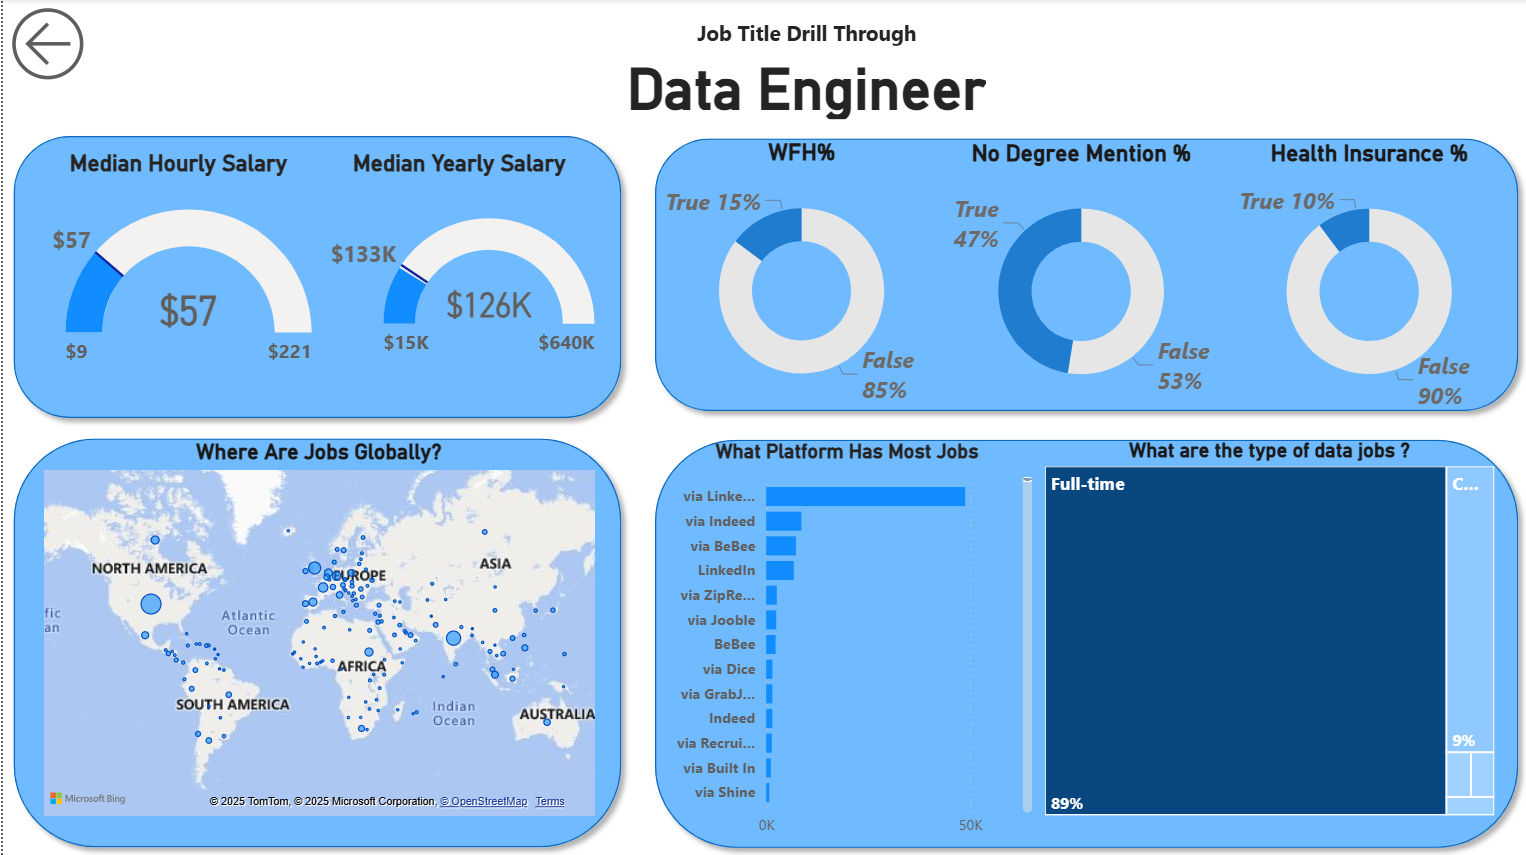 Job Title Drill Through
Data Engineer
Median Hourly Salary
$57
$57
$9
$221
Median Yearly Salary
$133K
$126K
$15K
$640K
WFH%
True 15%
False
85%
No Degree Mention %
True
47%
False
53%
Health Insurance %
True 10%
False
90%
Where Are Jobs Globally?
NORTH AMERICA
EUROPE
ASIA
fic
an
Atlantic
Ocean
AFRICA
SOUTH AMERICA
Indian
Ocean
AUSTRALIA
Microsoft Bing
© 2025 TomTom, © 2025 Microsoft Corporation, © OpenStreetMap Terms
What Platform Has Most Jobs
via Linke...
via Indeed
via BeBee
LinkedIn
via ZipRe...
via Jooble
BeBee
via Dice
via GrabJ...
Indeed
via Recrui...
via Built In
via Shine
0K
50K
What are the type of data jobs ?
Full-time
89%
C...
9%